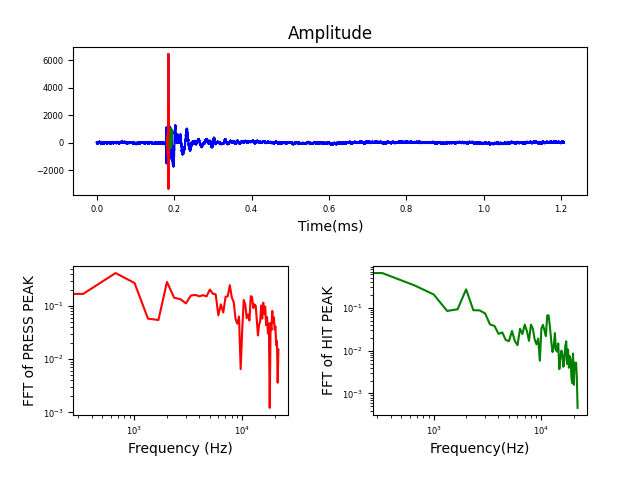 Amplitude
6000
4000
2000
0
−2000
0.0 0.2 0.4 0.6 0.8 1.0 1.2
Time(ms)
FFT of PRESS PEAK
10⁻¹
10⁻²
10⁻³
10³ 10⁴
Frequency (Hz)
FFT of HIT PEAK
10⁻¹
10⁻²
10⁻³
10³ 10⁴
Frequency(Hz)